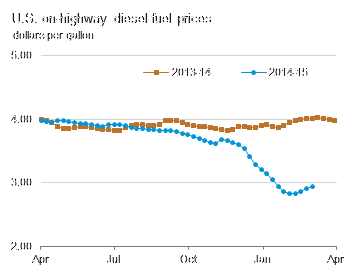 U.S. on-highway diesel fuel prices
dollars per gallon
5.00
2013-14 2014-15
4.00
3.00
2.00
Apr Jul Oct Jan Apr